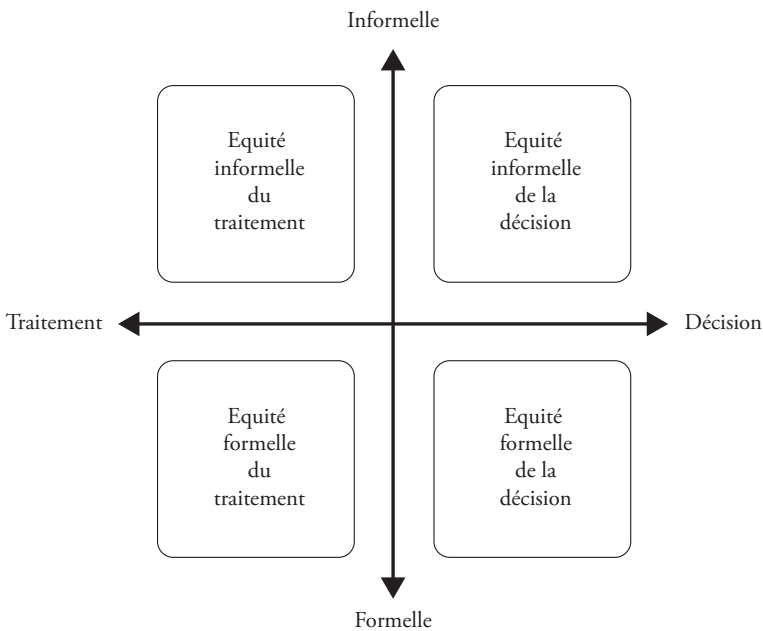 Informelle
Equité
informelle
du
traitement
Equité
informelle
de la
décision
Traitement
Décision
Equité
formelle
du
traitement
Equité
formelle
de la
décision
Formelle